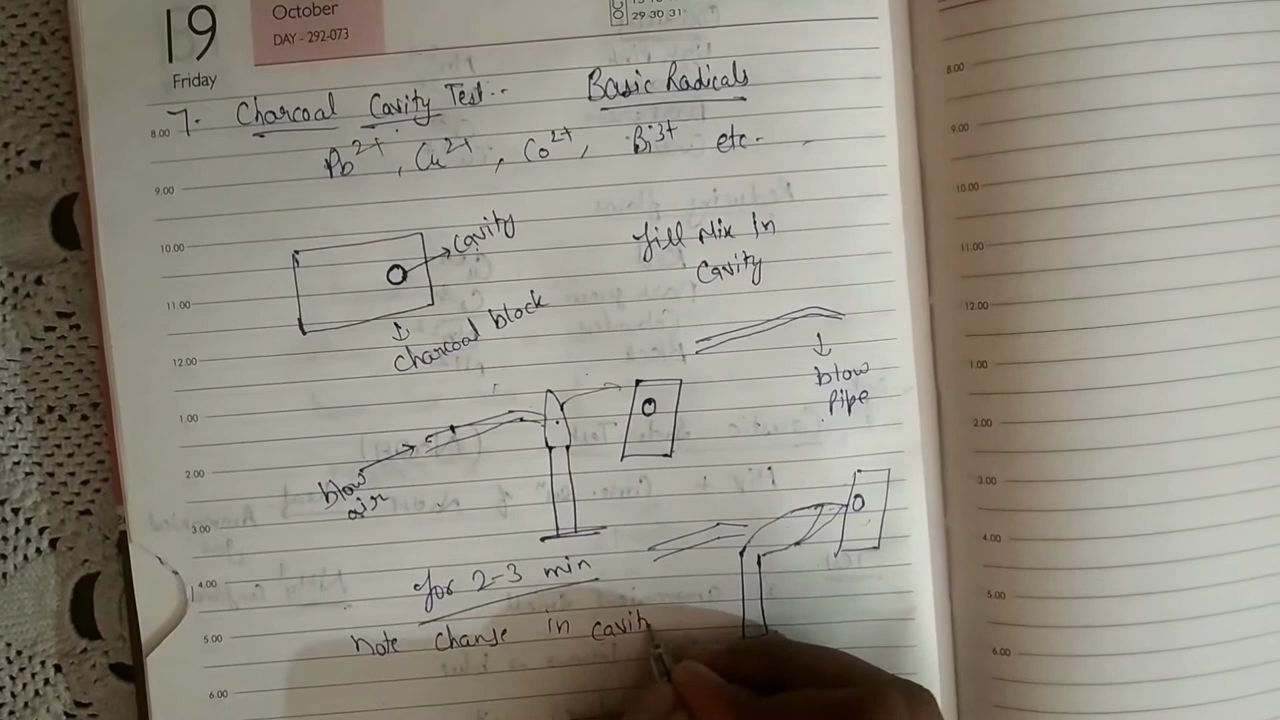 19
Friday
October
DAY - 292-073
29 30 31
7. Charcoal Cavity Test.. Basic Radicals
Pb2+, Cu2+, Co2+, Bi3+ etc.
cavity
charcoal block
fill Mix in
Cavity
blow
Pipe
blow
air
for 2-3 min
note change in cavit
8.00
9.00
10.00
11.00
12.00
1.00
2.00
3.00
4.00
5.00
6.00
8.00
9.00
10.00
11.00
12.00
1.00
2.00
3.00
4.00
5.00
6.00